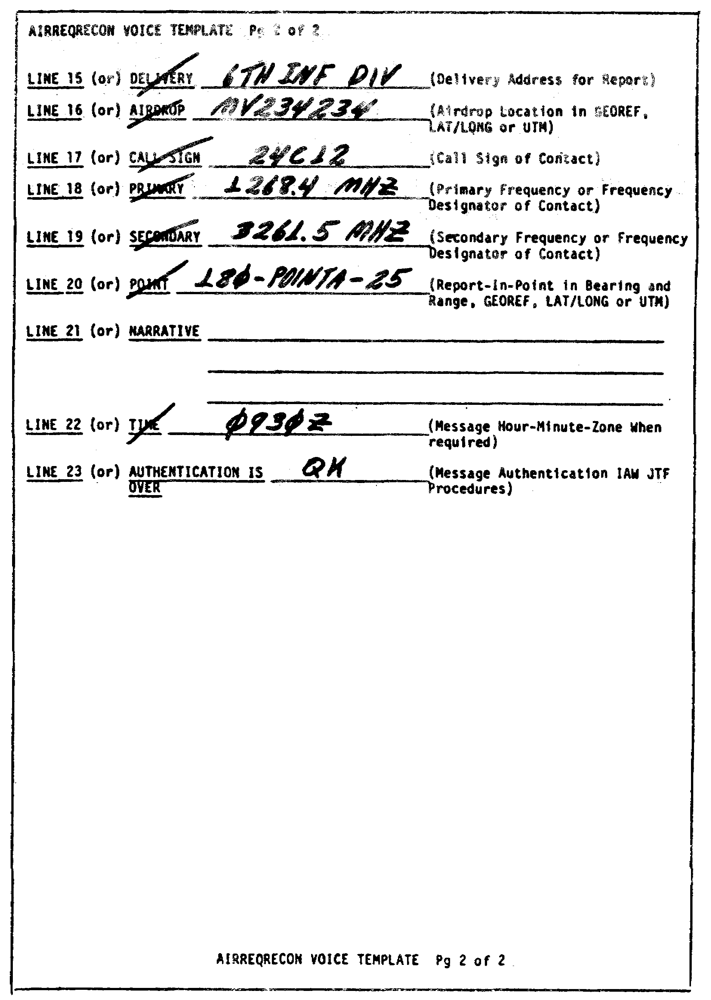 AIRREQRECON VOICE TEMPLATE Pg 2 of 2
LINE 15 (or) DELIVERY 6TH INF DIV (Delivery Address for Report)
LINE 16 (or) AIRDROP MV234234 (Airdrop Location in GEOREF,
LAT/LONG or UTM)
LINE 17 (or) CALL SIGN 24C12 (Call Sign of Contact)
LINE 18 (or) PRIMARY 1268.4 MHZ (Primary Frequency or Frequency
Designator of Contact)
LINE 19 (or) SECONDARY 3261.5 MHZ (Secondary Frequency or Frequency
Designator of Contact)
LINE 20 (or) POINT 18Ø-POINTA-25 (Report-in-Point in Bearing and
Range, GEOREF, LAT/LONG or UTM)
LINE 21 (or) NARRATIVE
LINE 22 (or) TIME Ø93ØZ (Message Hour-Minute-Zone When
required)
LINE 23 (or) AUTHENTICATION IS QK (Message Authentication IAW JTF
OVER Procedures)
AIRREQRECON VOICE TEMPLATE Pg 2 of 2